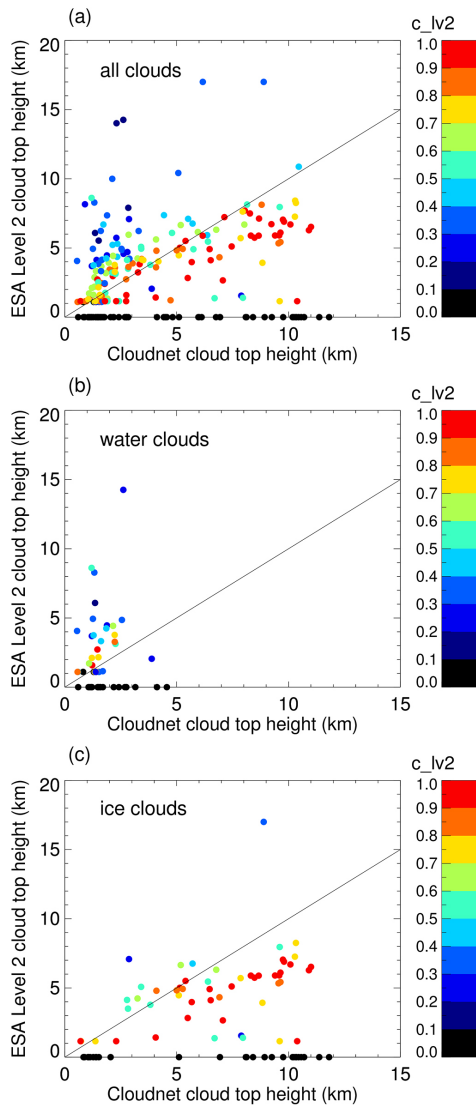 (a)
c_lv2
20
15
10
5
0
all clouds
ESA Level 2 cloud top height (km)
0 5 10 15
Cloudnet cloud top height (km)
1.0
0.9
0.8
0.7
0.6
0.5
0.4
0.3
0.2
0.1
0.0
(b)
c_lv2
20
15
10
5
0
water clouds
ESA Level 2 cloud top height (km)
0 5 10 15
Cloudnet cloud top height (km)
1.0
0.9
0.8
0.7
0.6
0.5
0.4
0.3
0.2
0.1
0.0
(c)
c_lv2
20
15
10
5
0
ice clouds
ESA Level 2 cloud top height (km)
0 5 10 15
Cloudnet cloud top height (km)
1.0
0.9
0.8
0.7
0.6
0.5
0.4
0.3
0.2
0.1
0.0